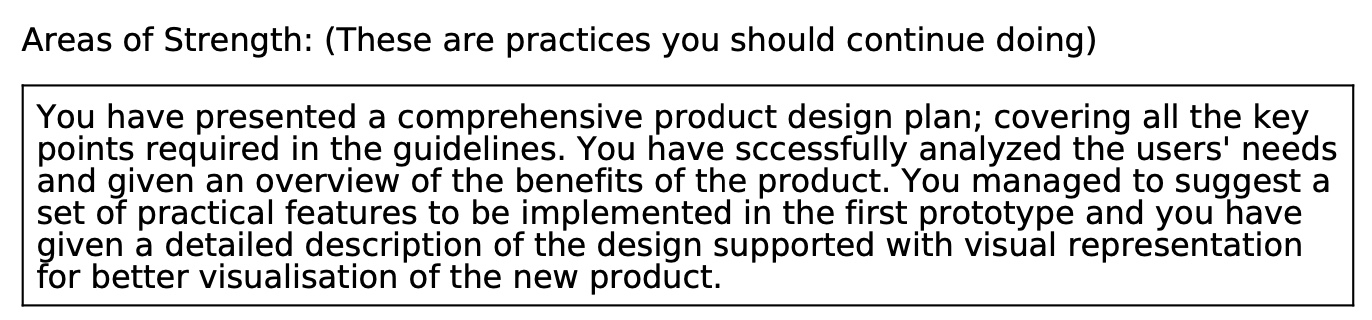 Areas of Strength: (These are practices you should continue doing)
You have presented a comprehensive product design plan; covering all the key
points required in the guidelines. You have sccessfully analyzed the users' needs
and given an overview of the benefits of the product. You managed to suggest a
set of practical features to be implemented in the first prototype and you have
given a detailed description of the design supported with visual representation
for better visualisation of the new product.